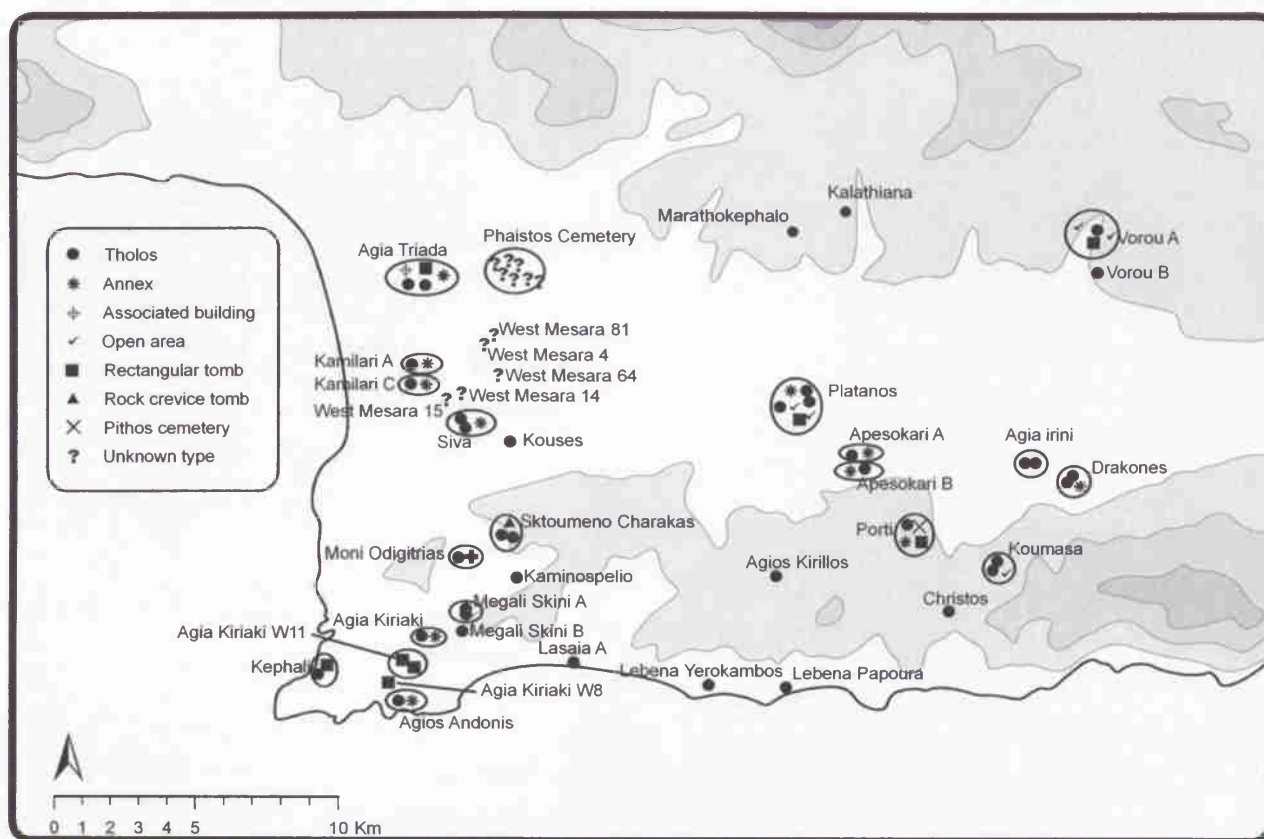 Kalathiana
Marathokephalo
Agia Triada
Phaistos Cemetery
Vorou A
Vorou B
Tholos
Annex
Associated building
Open area
Rectangular tomb
Rock crevice tomb
Pithos cemetery
? Unknown type
? ? ? ? ? ? ? ?
? West Mesara 81
? West Mesara 4
? West Mesara 64
Kamilari A
Kamilari C
? West Mesara 14
West Mesara 15 ?
Siva
Kouses
Platanos
Apesokari A
Apesokari B
Agia irini
Drakones
Sktoumeno Charakas
Moni Odigitrias
Kaminospelio
Porti
Koumasa
Agios Kirillos
Christos
Megali Skini A
Agia Kiriaki
Megali Skini B
Agia Kiriaki W11
Lasaia A
Kephali
Lebena Yerokambos
Lebena Papoura
Agia Kiriaki W8
Agios Andonis
0 1 2 3 4 5 10 Km